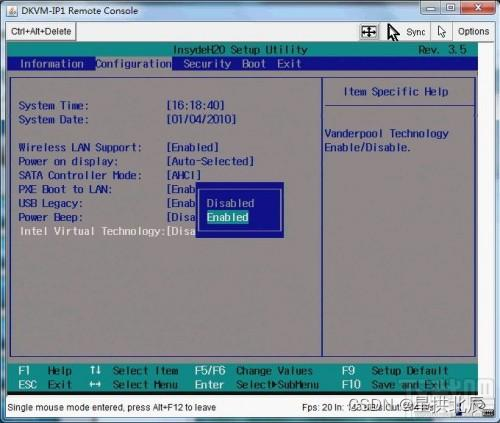 DKVM-IP1 Remote Console
Ctrl+Alt+Delete Sync Options
InsydeH2O Setup Utility Rev. 3.5
Information Configuration Security Boot Exit
Item Specific Help
System Time: [16:18:40]
System Date: [01/04/2010]
Vanderpool Technology
Enable/Disable.
Wireless LAN Support: [Enabled]
Power on display: [Auto-Selected]
SATA Controller Mode: [AHCI]
PXE Boot to LAN: [Enab
USB Legacy: [Enab
Power Beep: [Disa
Intel Virtual Technology:[Disa
Disabled
Enabled
F1 Help ↑↓ Select Item F5/F6 Change Values F9 Setup Default
ESC Exit ↔ Select Menu Enter Select▶SubMenu F10 Save and Exit
Single mouse mode entered, press Alt+F12 to leave Fps: 20 In: